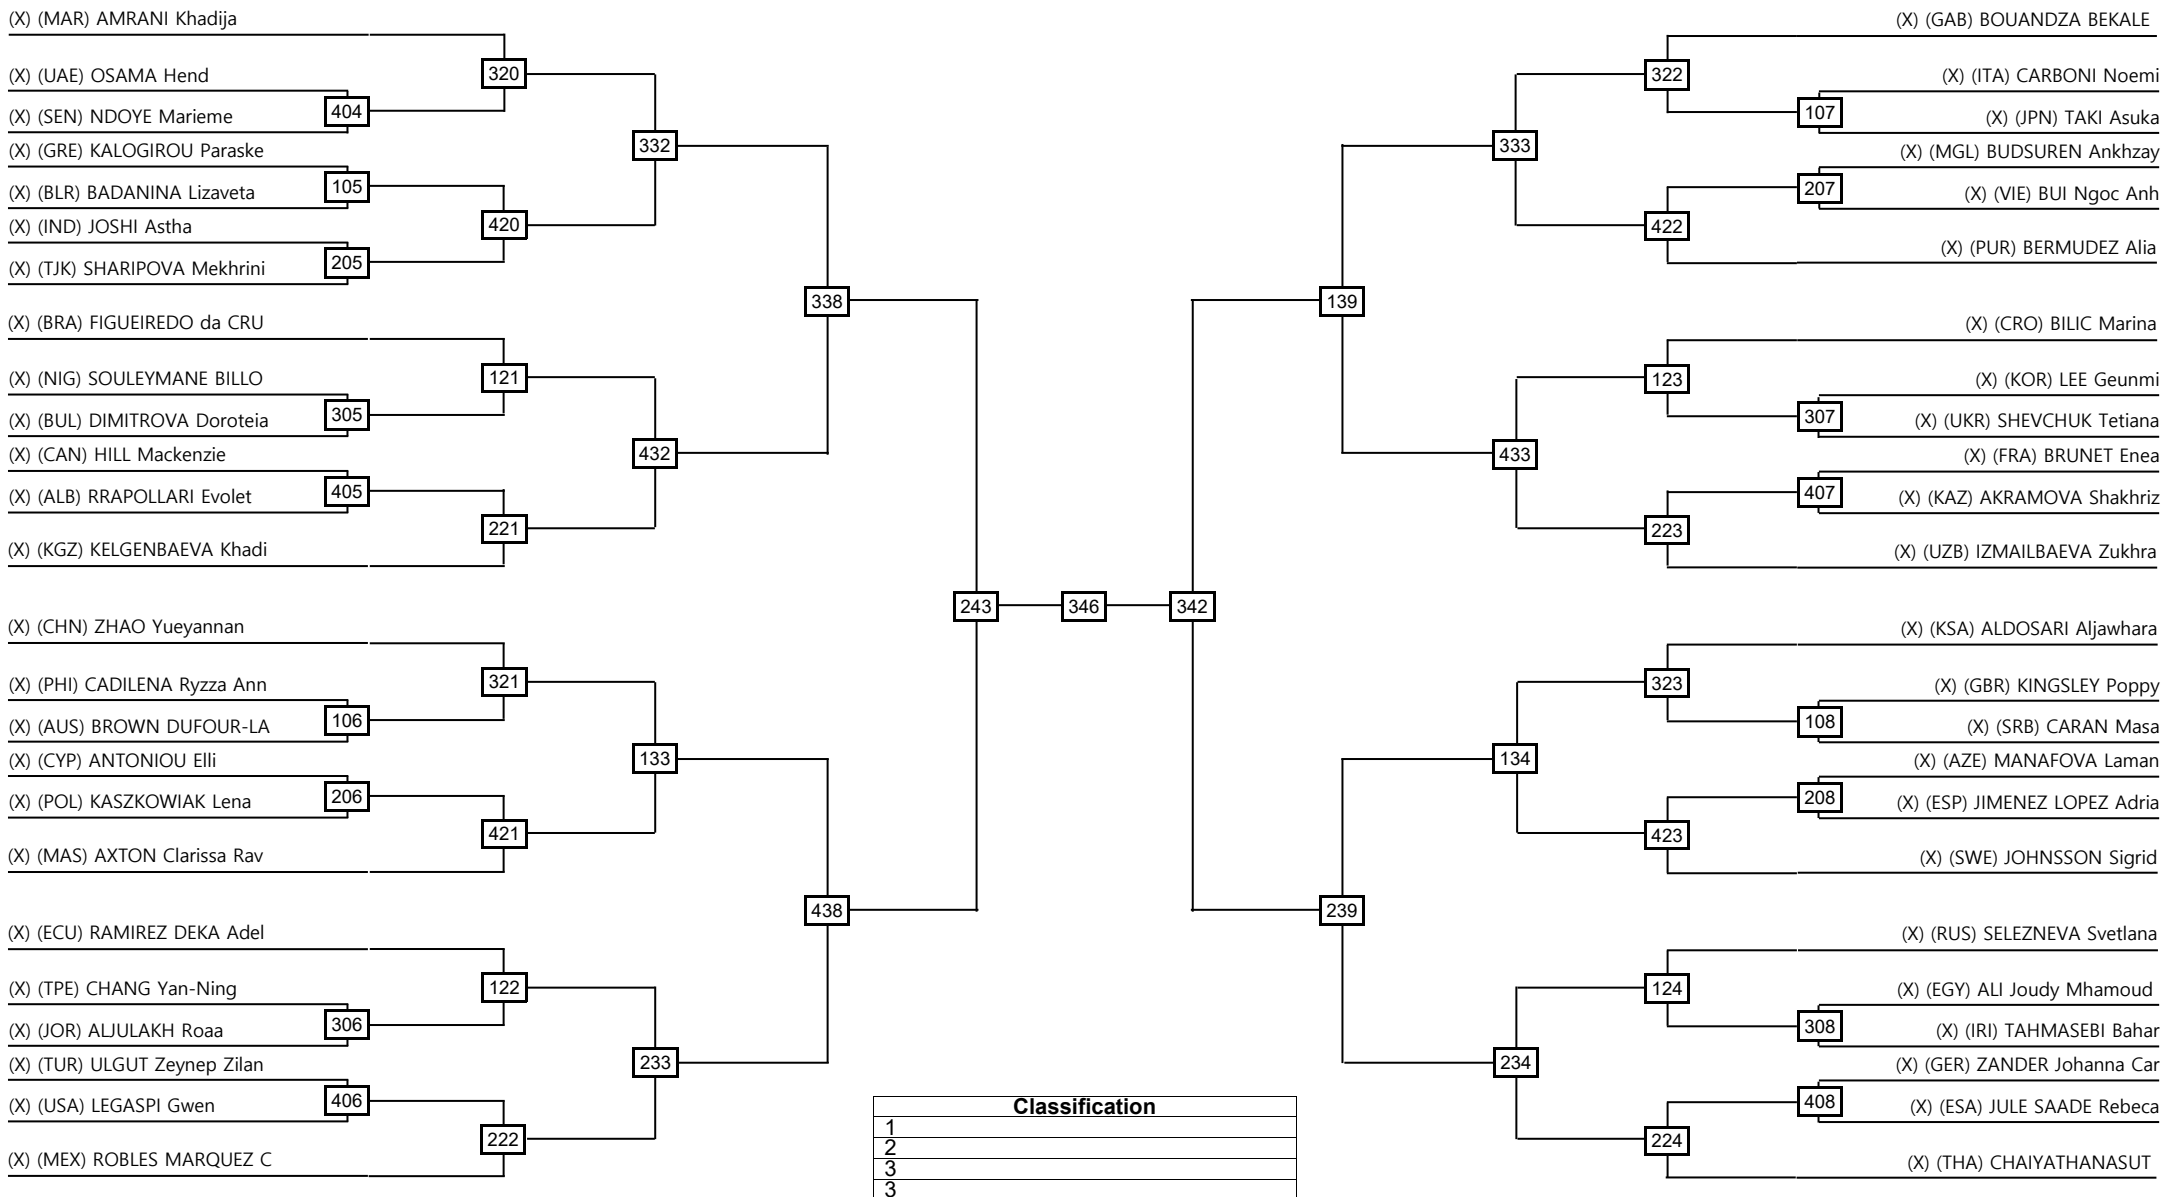 (X) (MAR) AMRANI Khadija
(X) (UAE) OSAMA Hend
(X) (SEN) NDOYE Marieme
(X) (GRE) KALOGIROU Paraske
(X) (BLR) BADANINA Lizaveta
(X) (IND) JOSHI Astha
(X) (TJK) SHARIPOVA Mekhrini
(X) (BRA) FIGUEIREDO da CRU
(X) (NIG) SOULEYMANE BILLO
(X) (BUL) DIMITROVA Doroteia
(X) (CAN) HILL Mackenzie
(X) (ALB) RRAPOLLARI Evolet
(X) (KGZ) KELGENBAEVA Khadi
(X) (CHN) ZHAO Yueyannan
(X) (PHI) CADILENA Ryzza Ann
(X) (AUS) BROWN DUFOUR-LA
(X) (CYP) ANTONIOU Elli
(X) (POL) KASZKOWIAK Lena
(X) (MAS) AXTON Clarissa Rav
(X) (ECU) RAMIREZ DEKA Adel
(X) (TPE) CHANG Yan-Ning
(X) (JOR) ALJULAKH Roaa
(X) (TUR) ULGUT Zeynep Zilan
(X) (USA) LEGASPI Gwen
(X) (MEX) ROBLES MARQUEZ C
404
105
205
305
405
106
206
306
406
320
420
121
221
321
421
122
222
332
432
133
233
338
438
243
346
342
139
239
333
433
134
234
322
422
123
223
323
423
124
224
107
207
307
407
108
208
308
408
(X) (GAB) BOUANDZA BEKALE
(X) (ITA) CARBONI Noemi
(X) (JPN) TAKI Asuka
(X) (MGL) BUDSUREN Ankhzay
(X) (VIE) BUI Ngoc Anh
(X) (PUR) BERMUDEZ Alia
(X) (CRO) BILIC Marina
(X) (KOR) LEE Geunmi
(X) (UKR) SHEVCHUK Tetiana
(X) (FRA) BRUNET Enea
(X) (KAZ) AKRAMOVA Shakhriz
(X) (UZB) IZMAILBAEVA Zukhra
(X) (KSA) ALDOSARI Aljawhara
(X) (GBR) KINGSLEY Poppy
(X) (SRB) CARAN Masa
(X) (AZE) MANAFOVA Laman
(X) (ESP) JIMENEZ LOPEZ Adria
(X) (SWE) JOHNSSON Sigrid
(X) (RUS) SELEZNEVA Svetlana
(X) (EGY) ALI Joudy Mhamoud
(X) (IRI) TAHMASEBI Bahar
(X) (GER) ZANDER Johanna Car
(X) (ESA) JULE SAADE Rebeca
(X) (THA) CHAIYATHANASUT
Classification
1
2
3
3